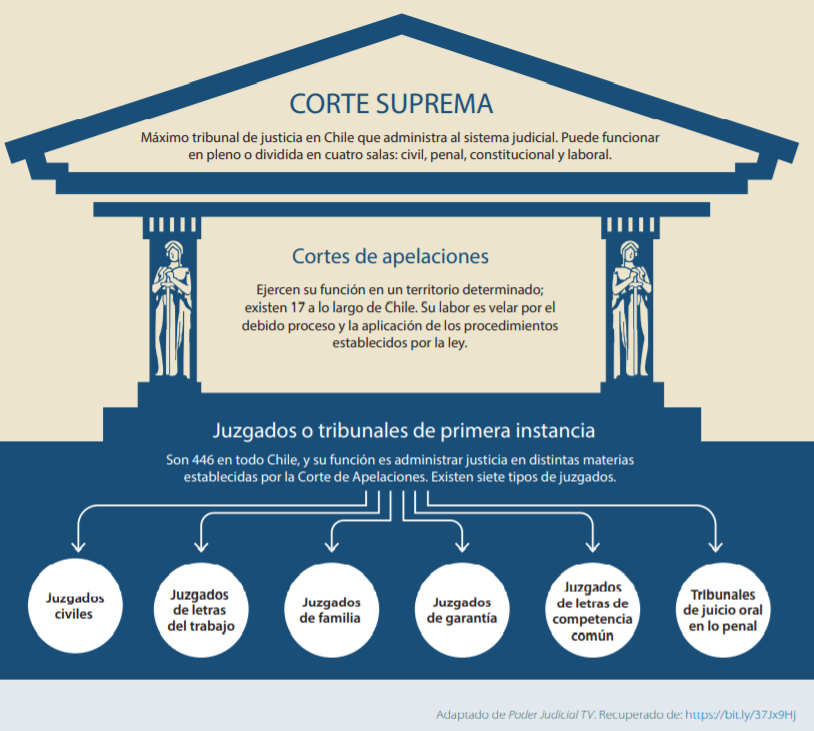 CORTE SUPREMA
Máximo tribunal de justicia en Chile que administra al sistema judicial. Puede funcionar
en pleno o dividida en cuatro salas: civil, penal, constitucional y laboral.
Cortes de apelaciones
Ejercen su función en un territorio determinado;
existen 17 a lo largo de Chile. Su labor es velar por el
debido proceso y la aplicación de los procedimientos
establecidos por la ley.
Juzgados o tribunales de primera instancia
Son 446 en todo Chile, y su función es administrar justicia en distintas materias
establecidas por la Corte de Apelaciones. Existen siete tipos de juzgados.
Juzgados
civiles
Juzgados
de letras
del trabajo
Juzgados
de familia
Juzgados
de garantía
Juzgados
de letras de
competencia
común
Tribunales
de juicio oral
en lo penal
Adaptado de Poder Judicial TV. Recuperado de: https://bit.ly/37Jx9Hj